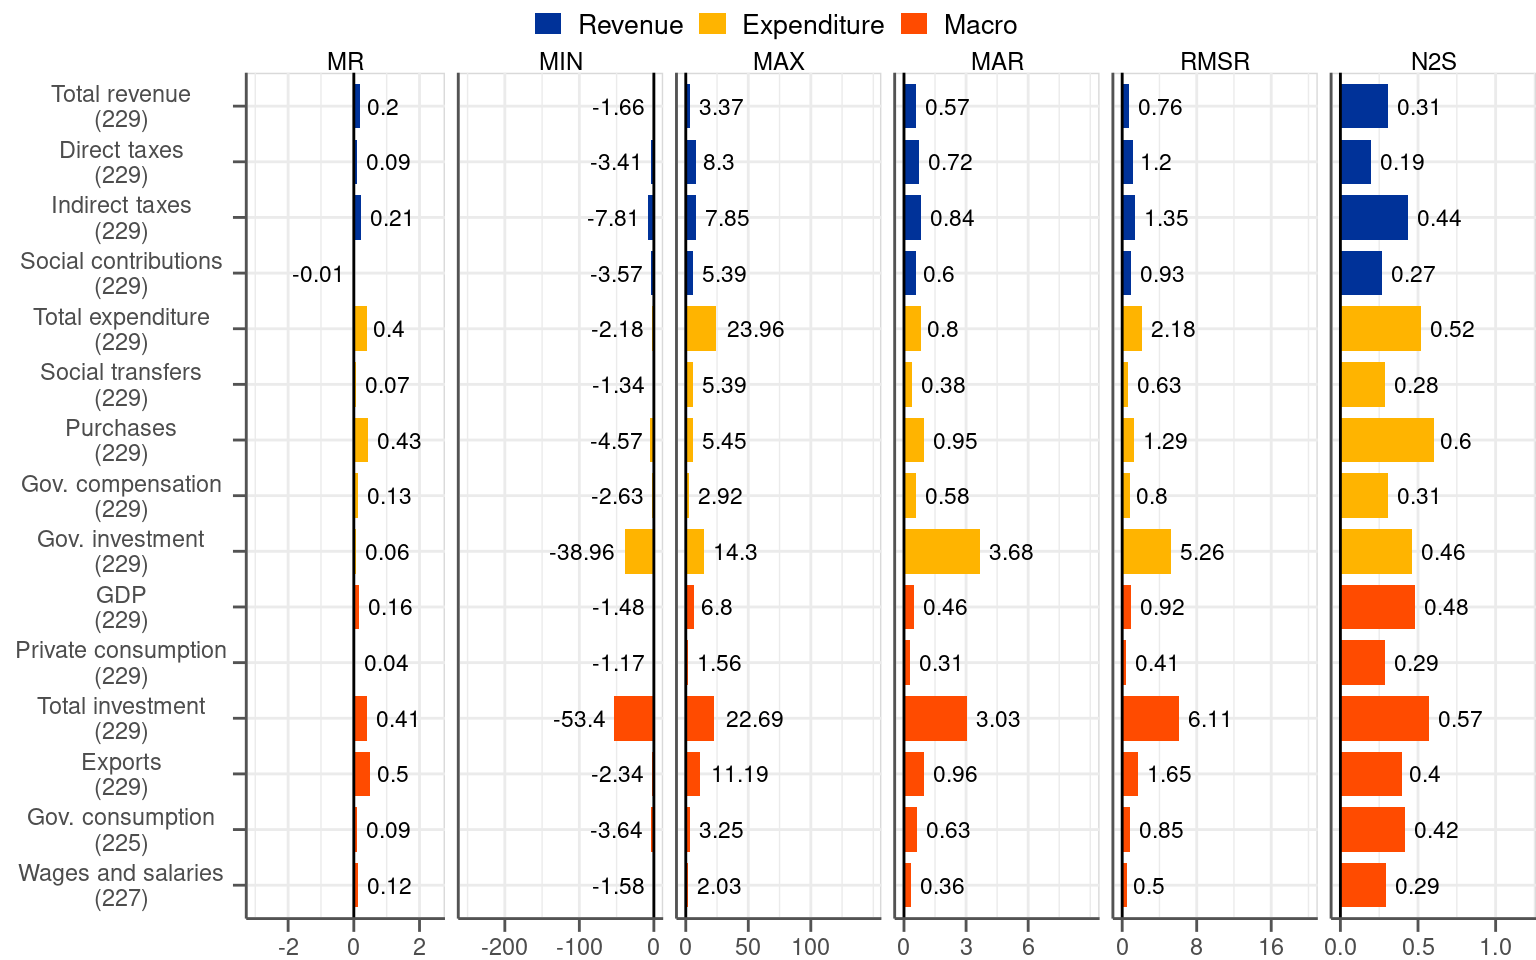 Revenue Expenditure Macro
MR MIN MAX MAR RMSR N2S
Total revenue
(229)
0.2 -1.66 3.37 0.57 0.76 0.31
Direct taxes
(229)
0.09 -3.41 8.3 0.72 1.2 0.19
Indirect taxes
(229)
0.21 -7.81 7.85 0.84 1.35 0.44
Social contributions
(229)
-0.01 -3.57 5.39 0.6 0.93 0.27
Total expenditure
(229)
0.4 -2.18 23.96 0.8 2.18 0.52
Social transfers
(229)
0.07 -1.34 5.39 0.38 0.63 0.28
Purchases
(229)
0.43 -4.57 5.45 0.95 1.29 0.6
Gov. compensation
(229)
0.13 -2.63 2.92 0.58 0.8 0.31
Gov. investment
(229)
0.06 -38.96 14.3 3.68 5.26 0.46
GDP
(229)
0.16 -1.48 6.8 0.46 0.92 0.48
Private consumption
(229)
0.04 -1.17 1.56 0.31 0.41 0.29
Total investment
(229)
0.41 -53.4 22.69 3.03 6.11 0.57
Exports
(229)
0.5 -2.34 11.19 0.96 1.65 0.4
Gov. consumption
(225)
0.09 -3.64 3.25 0.63 0.85 0.42
Wages and salaries
(227)
0.12 -1.58 2.03 0.36 0.5 0.29
-2 0 2 -200 -100 0 0 50 100 0 3 6 0 8 16 0.0 0.5 1.0